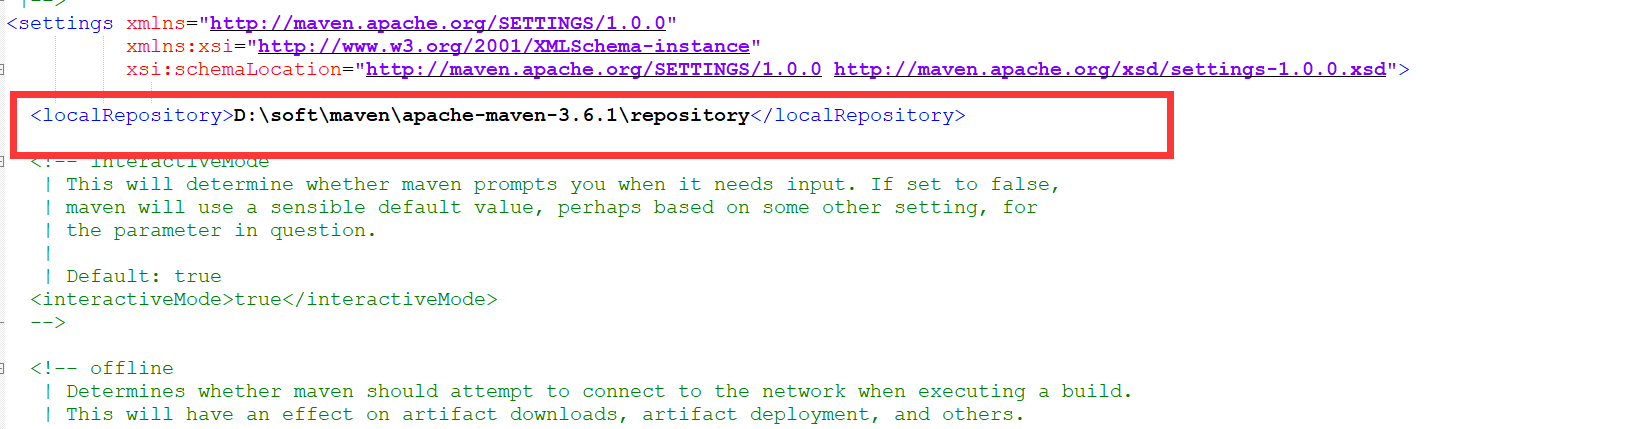 |-->
<settings xmlns="http://maven.apache.org/SETTINGS/1.0.0"
xmlns:xsi="http://www.w3.org/2001/XMLSchema-instance"
xsi:schemaLocation="http://maven.apache.org/SETTINGS/1.0.0 http://maven.apache.org/xsd/settings-1.0.0.xsd">
<localRepository>D:\soft\maven\apache-maven-3.6.1\repository</localRepository>
<!-- interactiveMode
| This will determine whether maven prompts you when it needs input. If set to false,
| maven will use a sensible default value, perhaps based on some other setting, for
| the parameter in question.
|
| Default: true
<interactiveMode>true</interactiveMode>
-->
<!-- offline
| Determines whether maven should attempt to connect to the network when executing a build.
| This will have an effect on artifact downloads, artifact deployment, and others.